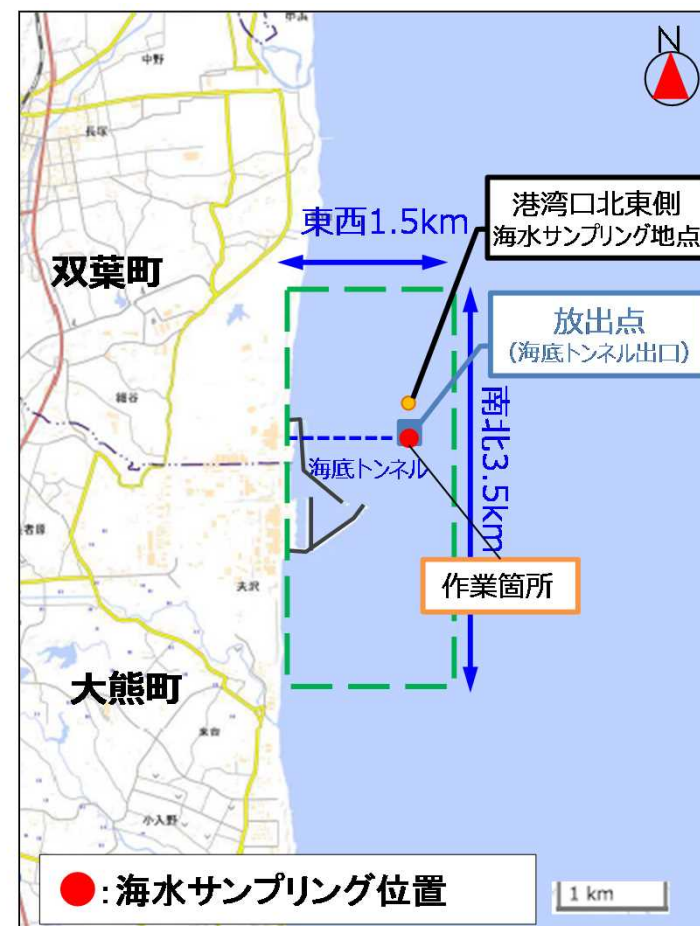 中野
N
長塚
港湾口北東側
海水サンプリング地点
東西1.5km
双葉町
放出点
(海底トンネル出口)
細谷
南北3.5km
海底トンネル
夫沢
作業箇所
大熊町
小入野
●:海水サンプリング位置
1 km